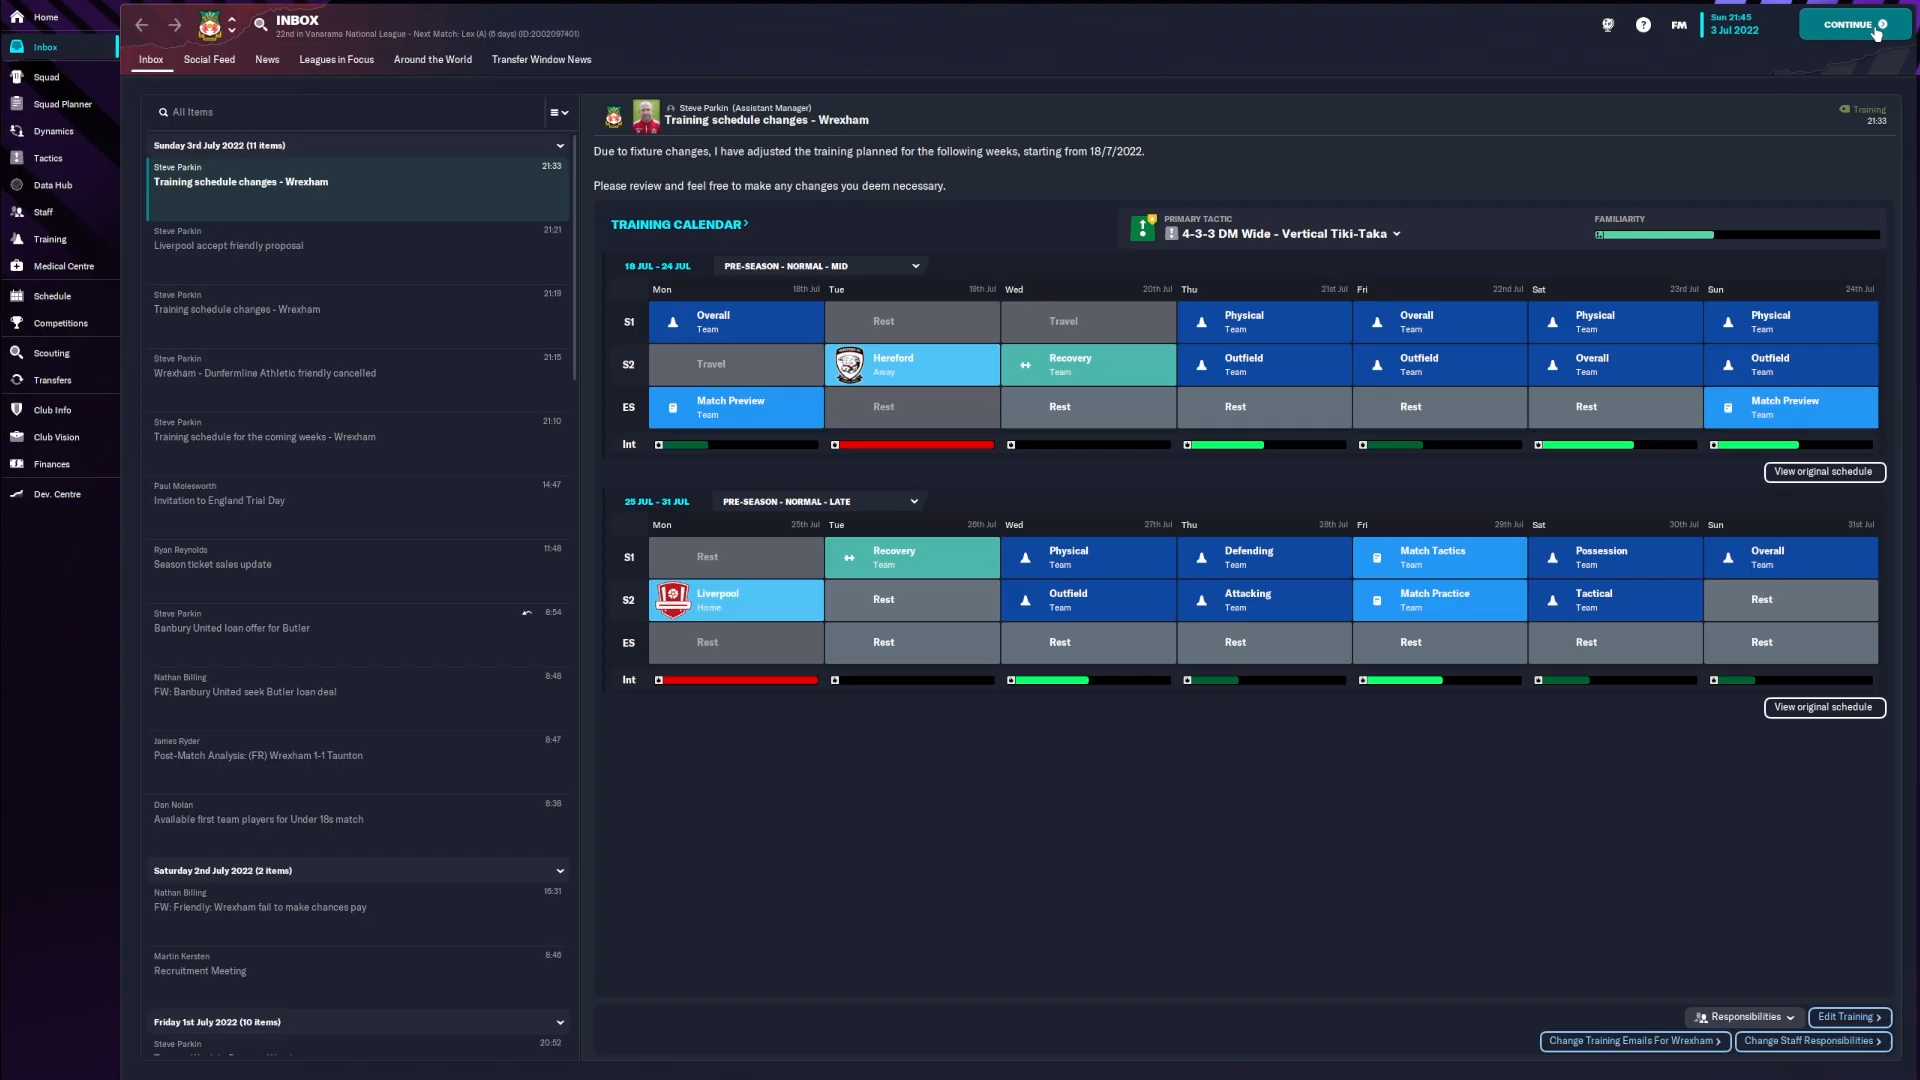 Home
Inbox
Squad
Squad Planner
Dynamics
Tactics
Data Hub
Staff
Training
Medical Centre
Schedule
Competitions
Scouting
Transfers
Club Info
Club Vision
Finances
Dev. Centre
INBOX
22nd in Vanarama National League - Next Match: Lex (A) (6 days) (ID:2002097401)
FM
Sun 21:45
3 Jul 2022
CONTINUE
Inbox Social Feed News Leagues in Focus Around the World Transfer Window News
All Items
Sunday 3rd July 2022 (11 items)
Steve Parkin 21:33
Training schedule changes - Wrexham
Steve Parkin 21:21
Liverpool accept friendly proposal
Steve Parkin 21:19
Training schedule changes - Wrexham
Steve Parkin 21:15
Wrexham - Dunfermline Athletic friendly cancelled
Steve Parkin 21:10
Training schedule for the coming weeks - Wrexham
Paul Molesworth 14:47
Invitation to England Trial Day
Ryan Reynolds 11:48
Season ticket sales update
Steve Parkin 8:54
Banbury United loan offer for Butler
Nathan Billing 8:48
FW: Banbury United seek Butler loan deal
James Ryder 8:47
Post-Match Analysis: (FR) Wrexham 1-1 Taunton
Dan Nolan 8:38
Available first team players for Under 18s match
Saturday 2nd July 2022 (2 items)
Nathan Billing 16:31
FW: Friendly: Wrexham fail to make chances pay
Martin Kersten 8:46
Recruitment Meeting
Friday 1st July 2022 (10 items)
Steve Parkin 20:52
Steve Parkin (Assistant Manager)
Training schedule changes - Wrexham
Training
21:33
Due to fixture changes, I have adjusted the training planned for the following weeks, starting from 18/7/2022.
Please review and feel free to make any changes you deem necessary.
TRAINING CALENDAR
PRIMARY TACTIC
4-3-3 DM Wide - Vertical Tiki-Taka
FAMILIARITY
18 JUL - 24 JUL PRE-SEASON - NORMAL - MID
Mon 18th Jul Tue 19th Jul Wed 20th Jul Thu 21st Jul Fri 22nd Jul Sat 23rd Jul Sun 24th Jul
S1 Overall Rest Travel Physical Overall Physical Physical
Team Team Team Team Team
S2 Travel Hereford Recovery Outfield Outfield Overall Outfield
Away Team Team Team Team Team
ES Match Preview Rest Rest Rest Rest Rest Match Preview
Team Team
Int
View original schedule
25 JUL - 31 JUL PRE-SEASON - NORMAL - LATE
Mon 25th Jul Tue 26th Jul Wed 27th Jul Thu 28th Jul Fri 29th Jul Sat 30th Jul Sun 31st Jul
S1 Rest Recovery Physical Defending Match Tactics Possession Overall
Team Team Team Team Team Team
S2 Liverpool Rest Outfield Attacking Match Practice Tactical Rest
Home Team Team Team Team
ES Rest Rest Rest Rest Rest Rest Rest
Int
View original schedule
Responsibilities Edit Training
Change Training Emails For Wrexham Change Staff Responsibilities